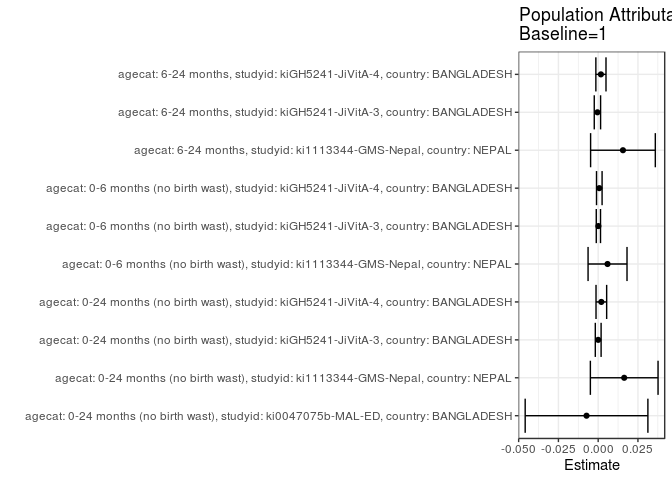 Population Attributa
Baseline=1
agecat: 6-24 months, studyid: kiGH5241-JiVitA-4, country: BANGLADESH
agecat: 6-24 months, studyid: kiGH5241-JiVitA-3, country: BANGLADESH
agecat: 6-24 months, studyid: ki1113344-GMS-Nepal, country: NEPAL
agecat: 0-6 months (no birth wast), studyid: kiGH5241-JiVitA-4, country: BANGLADESH
agecat: 0-6 months (no birth wast), studyid: kiGH5241-JiVitA-3, country: BANGLADESH
agecat: 0-6 months (no birth wast), studyid: ki1113344-GMS-Nepal, country: NEPAL
agecat: 0-24 months (no birth wast), studyid: kiGH5241-JiVitA-4, country: BANGLADESH
agecat: 0-24 months (no birth wast), studyid: kiGH5241-JiVitA-3, country: BANGLADESH
agecat: 0-24 months (no birth wast), studyid: ki1113344-GMS-Nepal, country: NEPAL
agecat: 0-24 months (no birth wast), studyid: ki0047075b-MAL-ED, country: BANGLADESH
-0.050 -0.025 0.000 0.025
Estimate